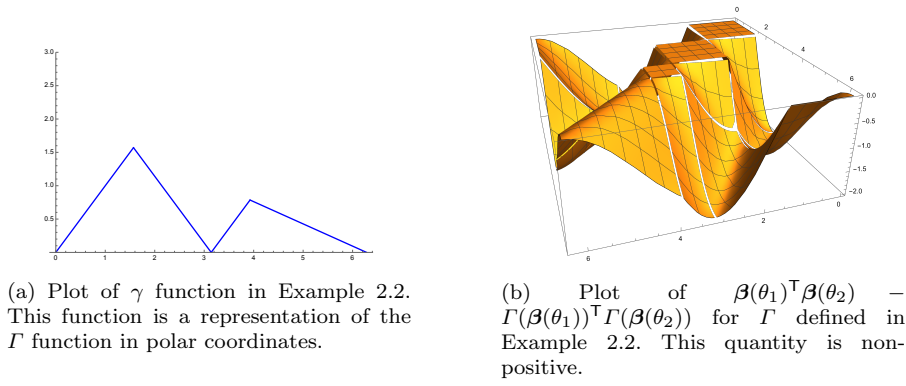 3.0
2.5
2.0
1.5
1.0
0.5
0 1 2 3 4 5 6
0
2
4
6
0.0
-0.5
-1.0
-1.5
-2.0
0
2
4
6
(a) Plot of γ function in Example 2.2.
This function is a representation of the
Γ function in polar coordinates.
(b) Plot of β(θ₁)ᵀβ(θ₂) −
Γ(β(θ₁))ᵀΓ(β(θ₂)) for Γ defined in
Example 2.2. This quantity is non-
positive.